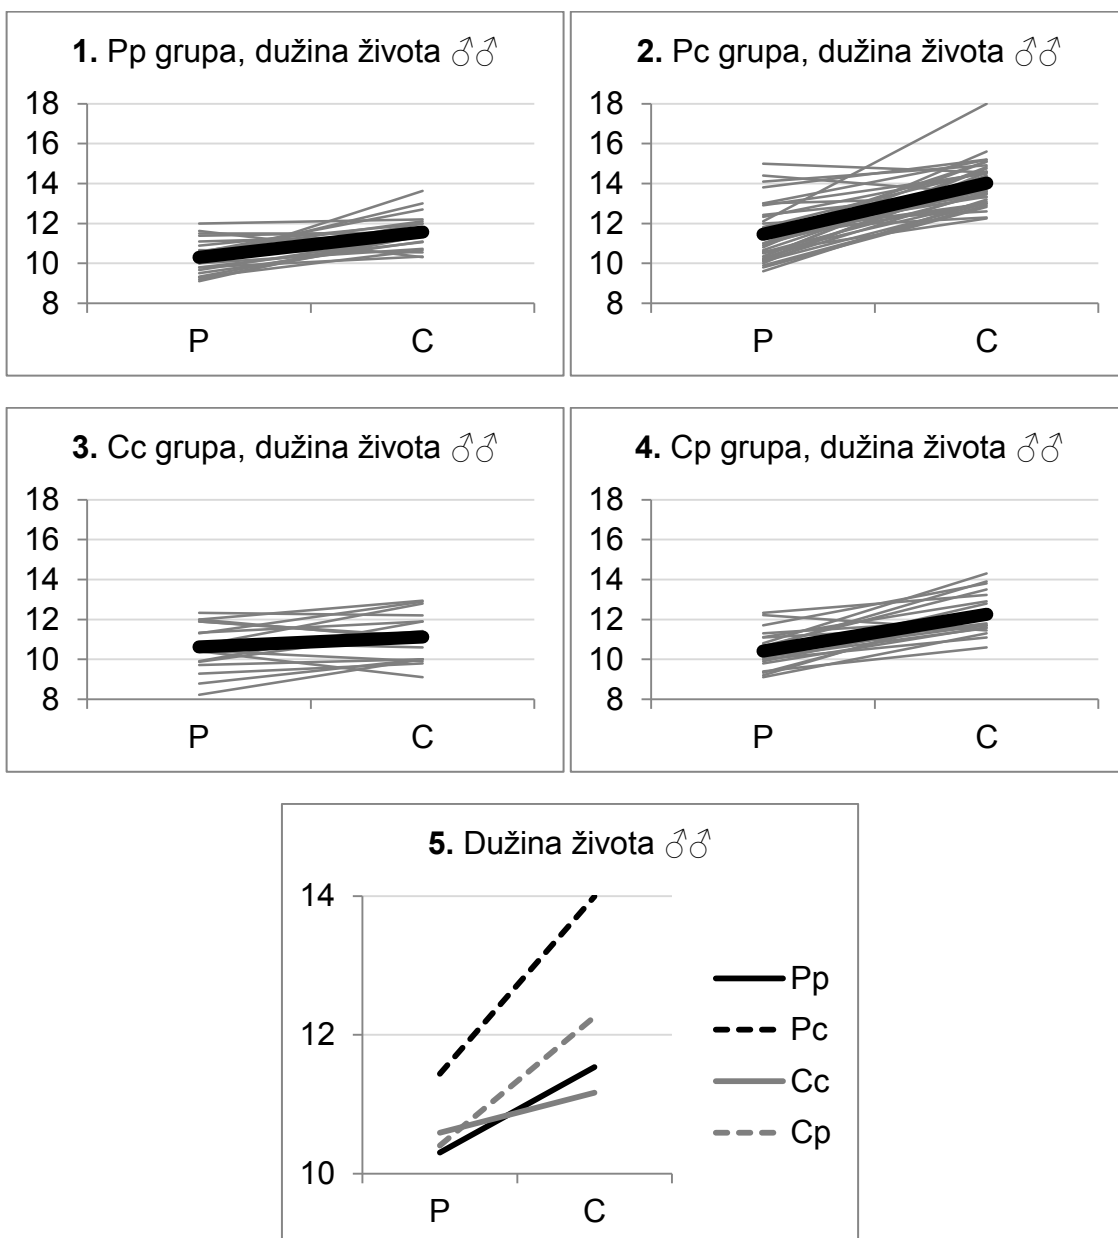 1. Pp grupa, dužina života ♂♂
18
16
14
12
10
8
P C
2. Pc grupa, dužina života ♂♂
18
16
14
12
10
8
P C
3. Cc grupa, dužina života ♂♂
18
16
14
12
10
8
P C
4. Cp grupa, dužina života ♂♂
18
16
14
12
10
8
P C
5. Dužina života ♂♂
14
12
10
P C
Pp
Pc
Cc
Cp